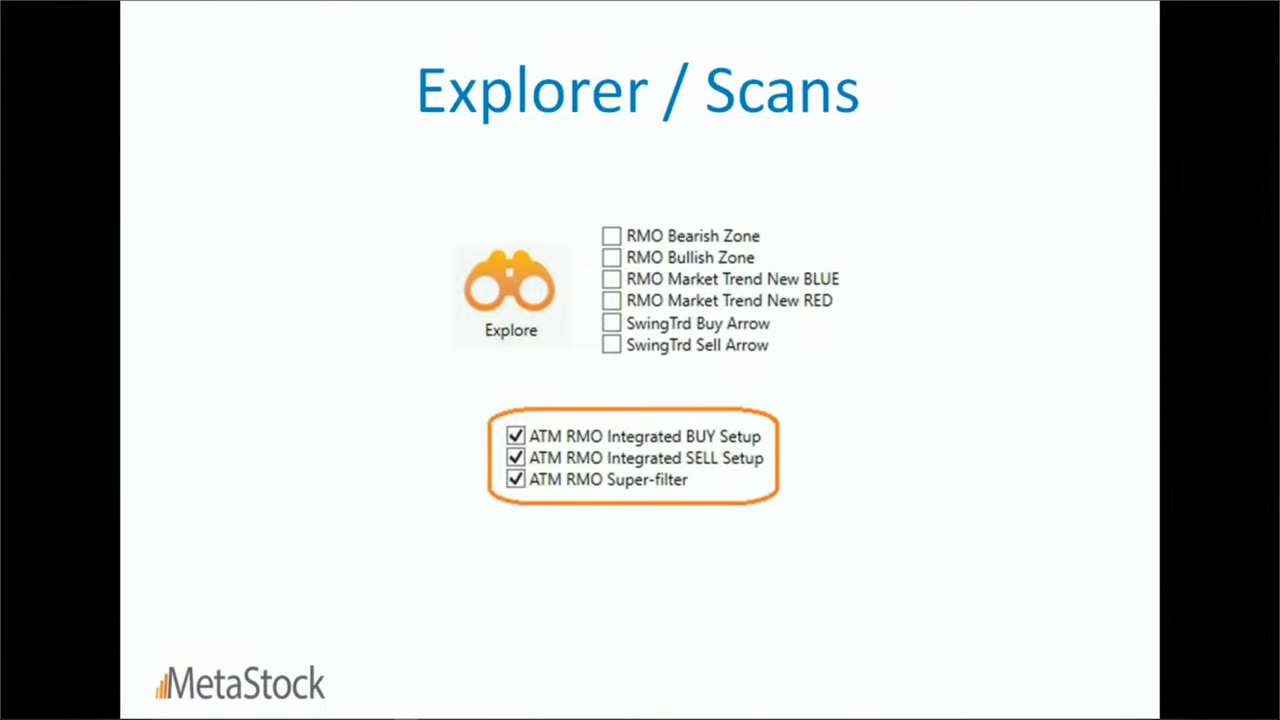 Explorer / Scans
RMO Bearish Zone
RMO Bullish Zone
RMO Market Trend New BLUE
RMO Market Trend New RED
SwingTrd Buy Arrow
SwingTrd Sell Arrow
Explore
ATM RMO Integrated BUY Setup
ATM RMO Integrated SELL Setup
ATM RMO Super-filter
MetaStock